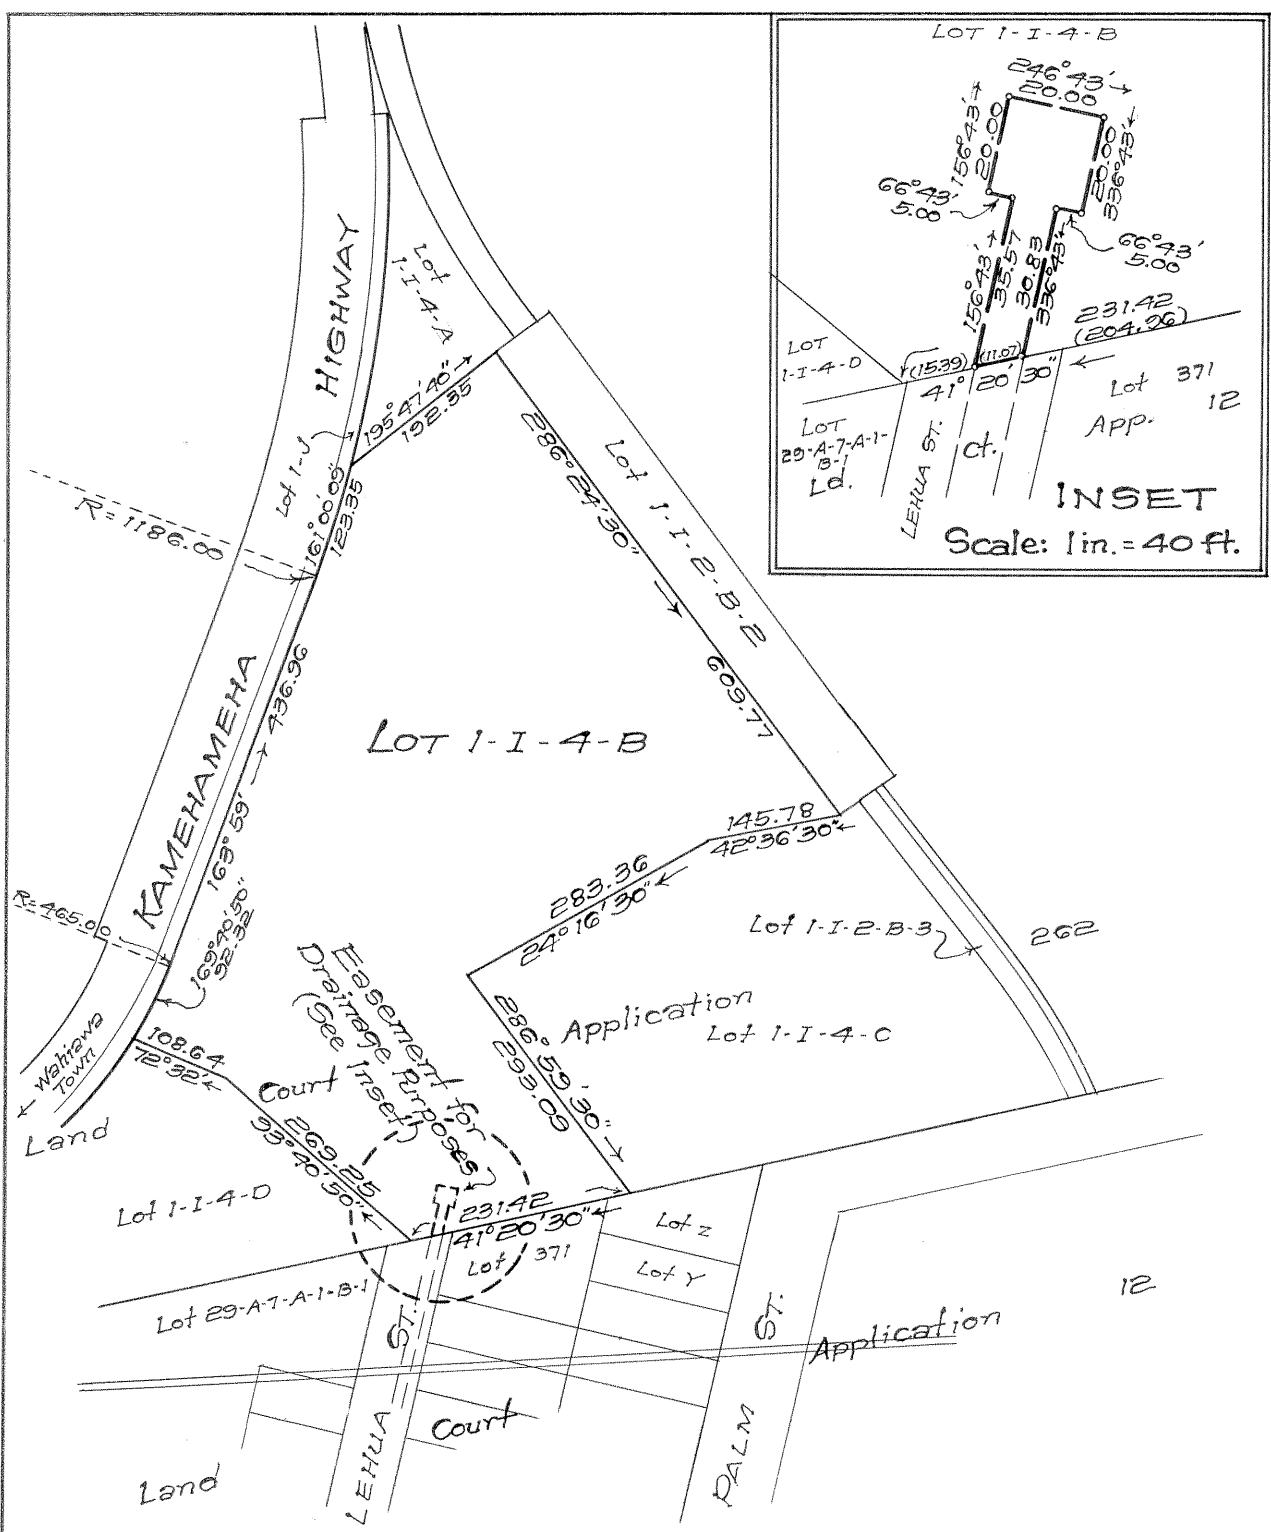 LOT 1-I-4-B
246°43'
20.00
156°43'
20.00
20.00
336°43'
66°43'
5.00
66°43'
5.00
156°43'
35.57
30.83
336°43'
231.42
(204.96)
(15.39)
(11.07)
41° 20' 30"
LOT
1-I-4-D
LOT
29-A-7-A-1-
B-1
Ld.
LEHUA ST.
Ct.
Lot 371
App. 12
INSET
Scale: 1in. = 40 ft.
Lot
1-I-4-A
KAMEHAMEHA HIGHWAY
Lot 1-J
195°47'40"
192.35
R=1186.00
161°00'09"
123.35
286°24'30"
609.77
Lot 1-I-2-B-2
163°59' 436.96
LOT 1-I-4-B
145.78
42°36'30"
283.36
24°16'30"
R=465.00
169°40'50"
92.32
Lot 1-I-2-B-3
262
Easement for
Drainage Purposes
(See Inset)
Application
Lot 1-I-4-C
286°59'30"
293.09
Wahiawa
Town
108.64
72°32'
Court
Land
269.25
33°40'50"
Lot 1-I-4-D
231.42
41°20'30"
Lot 371
Lot Z
Lot Y
Lot 29-A-7-A-1-B-1
12
Application
LEHUA ST.
PALM ST.
Court
Land